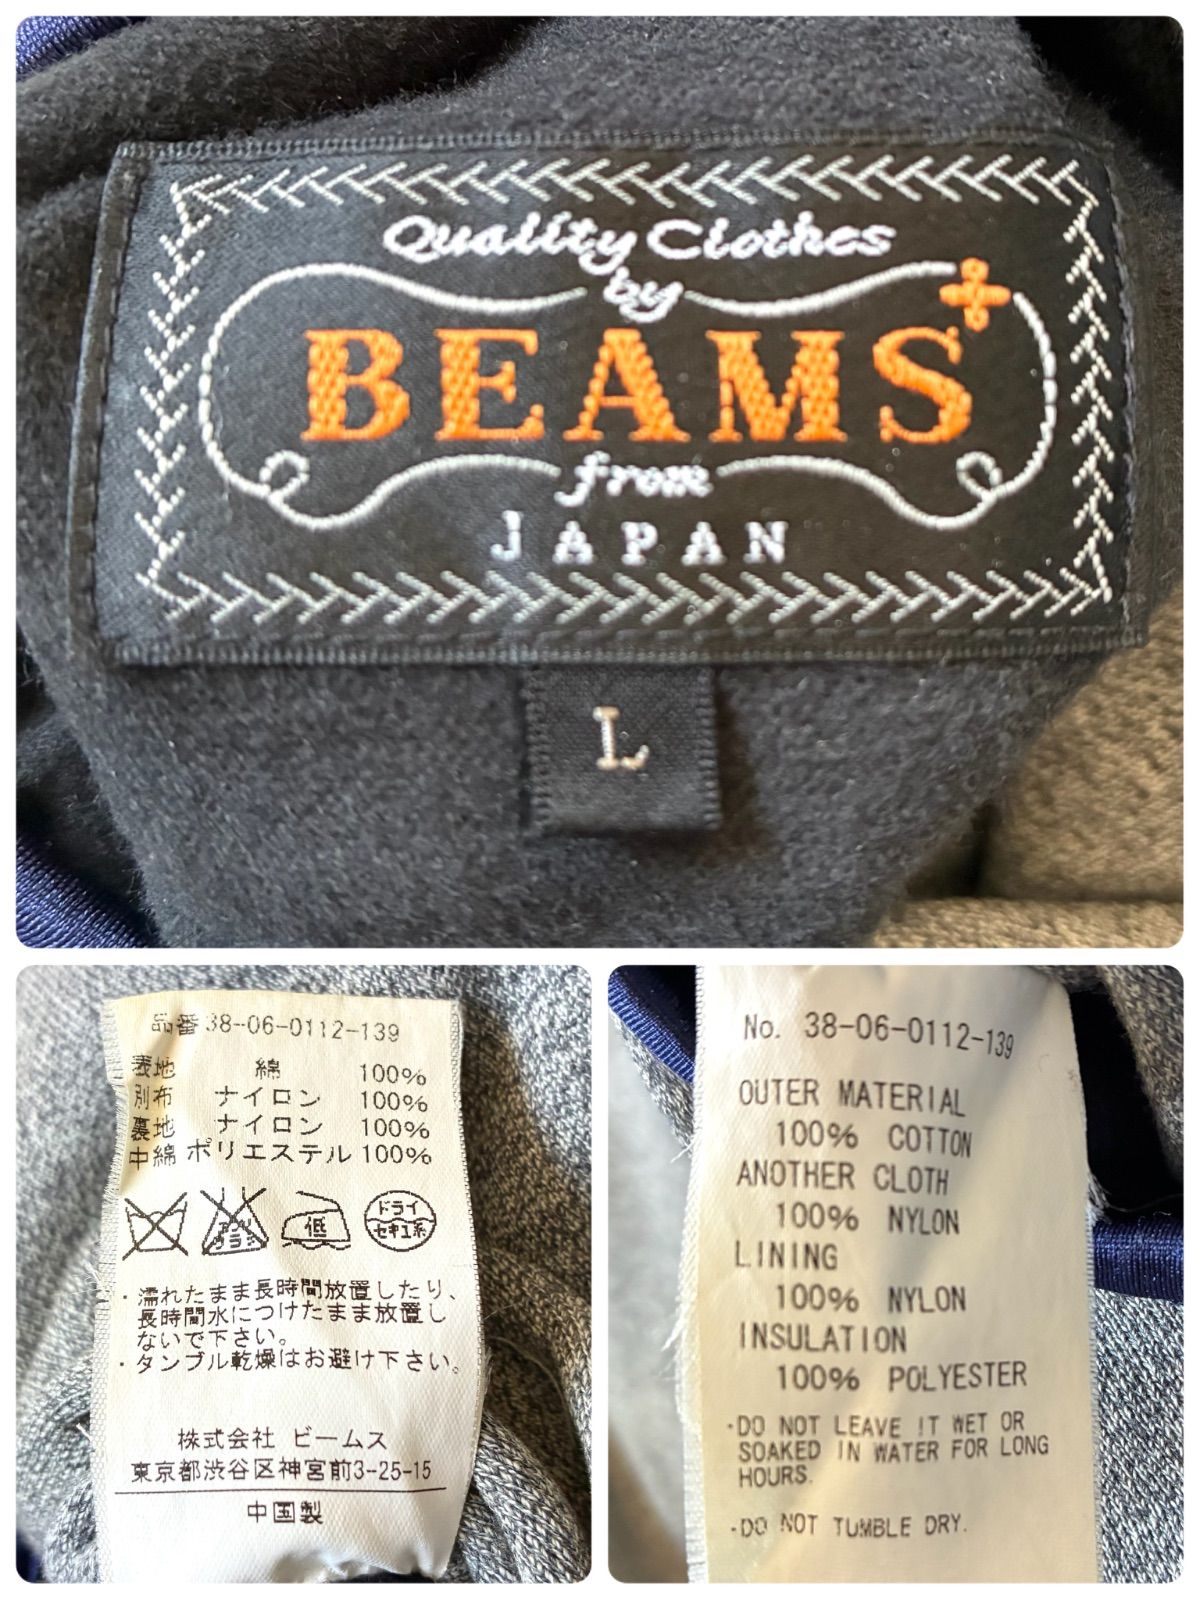 Quality Clothes
by
BEAMS+
from
JAPAN
L
品番 38-06-0112-139
表地 綿 100%
別布 ナイロン 100%
裏地 ナイロン 100%
中綿 ポリエステル 100%
エンソ
サラシ
低
ドライ
セキユ系
・濡れたまま長時間放置したり、
長時間水につけたまま放置し
ないで下さい。
・タンブル乾燥はお避け下さい。
株式会社 ビームス
東京都渋谷区神宮前3-25-15
中国製
No. 38-06-0112-139
OUTER MATERIAL
100% COTTON
ANOTHER CLOTH
100% NYLON
LINING
100% NYLON
INSULATION
100% POLYESTER
·DO NOT LEAVE IT WET OR
SOAKED IN WATER FOR LONG
HOURS.
·DO NOT TUMBLE DRY.